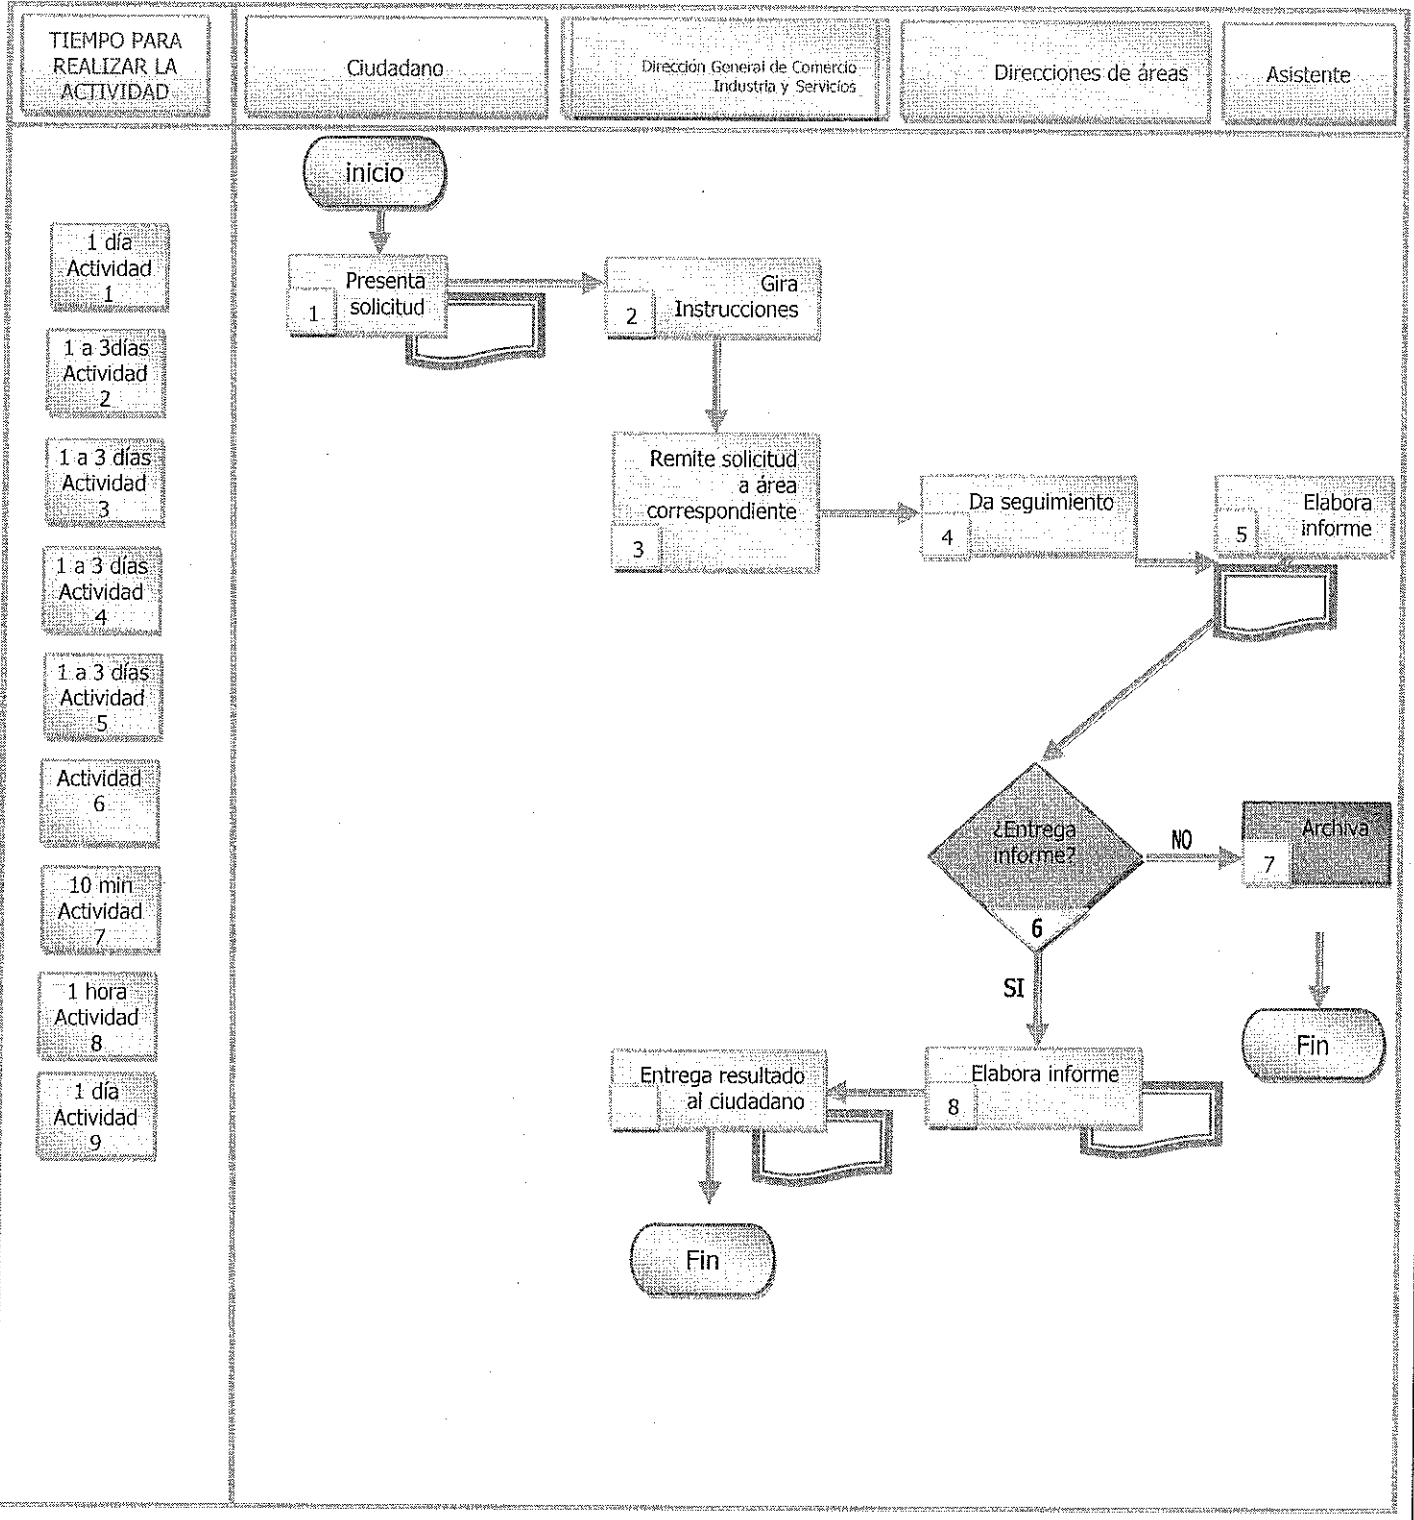 TIEMPO PARA
REALIZAR LA
ACTIVIDAD
Ciudadano
Dirección General de Comercio
Industria y Servicios
Direcciones de áreas
Asistente
inicio
1 día
Actividad
1
Presenta
solicitud
1
Gira
Instrucciones
2
1 a 3días
Actividad
2
1 a 3 días
Actividad
3
Remite solicitud
a área
correspondiente
3
Da seguimiento
4
Elabora
informe
5
1 a 3 días
Actividad
4
1 a 3 días
Actividad
5
Actividad
6
¿Entrega
informe?
6
NO
Archiva
7
10 min
Actividad
7
SI
1 hora
Actividad
8
Fin
Entrega resultado
al ciudadano
Elabora informe
8
1 día
Actividad
9
Fin